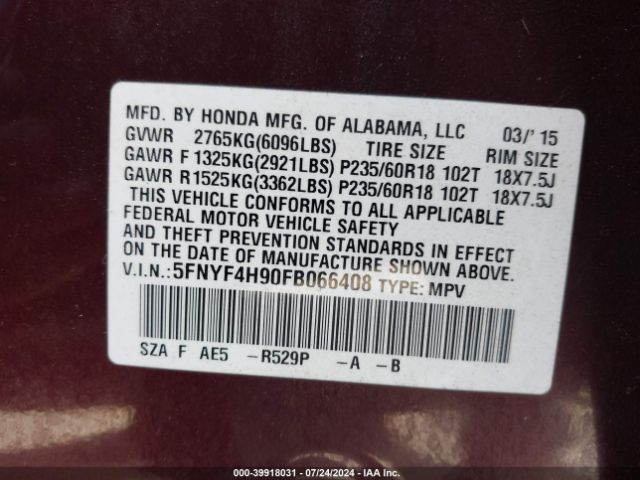 MFD. BY HONDA MFG. OF ALABAMA, LLC 03/'15
GVWR 2765KG(6096LBS) TIRE SIZE RIM SIZE
GAWR F 1325KG(2921LBS) P235/60R18 102T 18X7.5J
GAWR R1525KG(3362LBS) P235/60R18 102T 18X7.5J
THIS VEHICLE CONFORMS TO ALL APPLICABLE
FEDERAL MOTOR VEHICLE SAFETY
AND THEFT PREVENTION STANDARDS IN EFFECT
ON THE DATE OF MANUFACTURE SHOWN ABOVE.
V.I.N.:5FNYF4H90FB066408 TYPE: MPV
SZA F AE5 -R529P -A -B
000-39918031 - 07/24/2024 - IAA Inc.